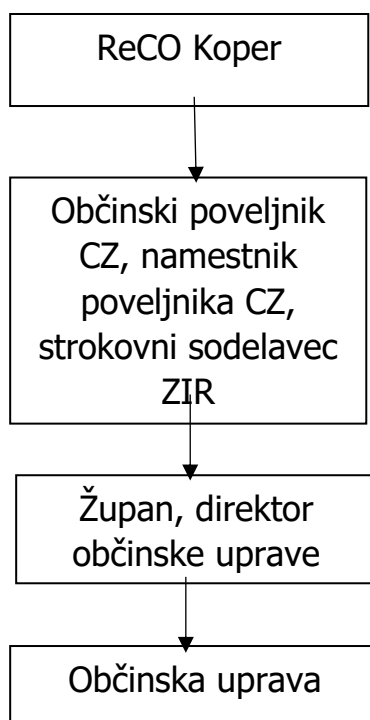 ReCO Koper
Občinski poveljnik
CZ, namestnik
poveljnika CZ,
strokovni sodelavec
ZIR
Župan, direktor
občinske uprave
Občinska uprava